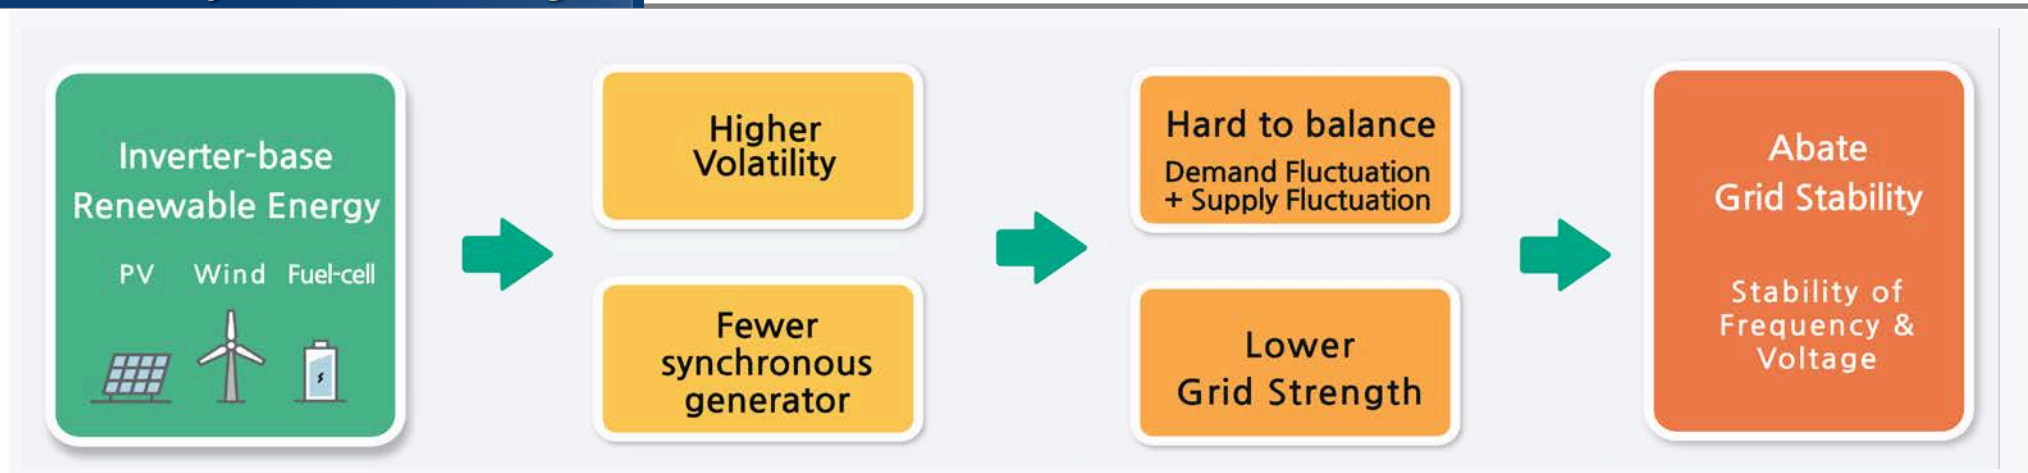 Inverter-base
Renewable Energy
PV Wind Fuel-cell
Higher
Volatility
Fewer
synchronous
generator
Hard to balance
Demand Fluctuation
+ Supply Fluctuation
Lower
Grid Strength
Abate
Grid Stability
Stability of
Frequency &
Voltage